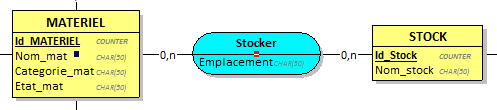 MATERIEL
Id_MATERIEL COUNTER
Nom_mat CHAR(50)
Categorie_mat CHAR(50)
Etat_mat CHAR(50)
0,n
Stocker
Emplacement CHAR(50)
0,n
STOCK
Id_Stock COUNTER
Nom_stock CHAR(50)